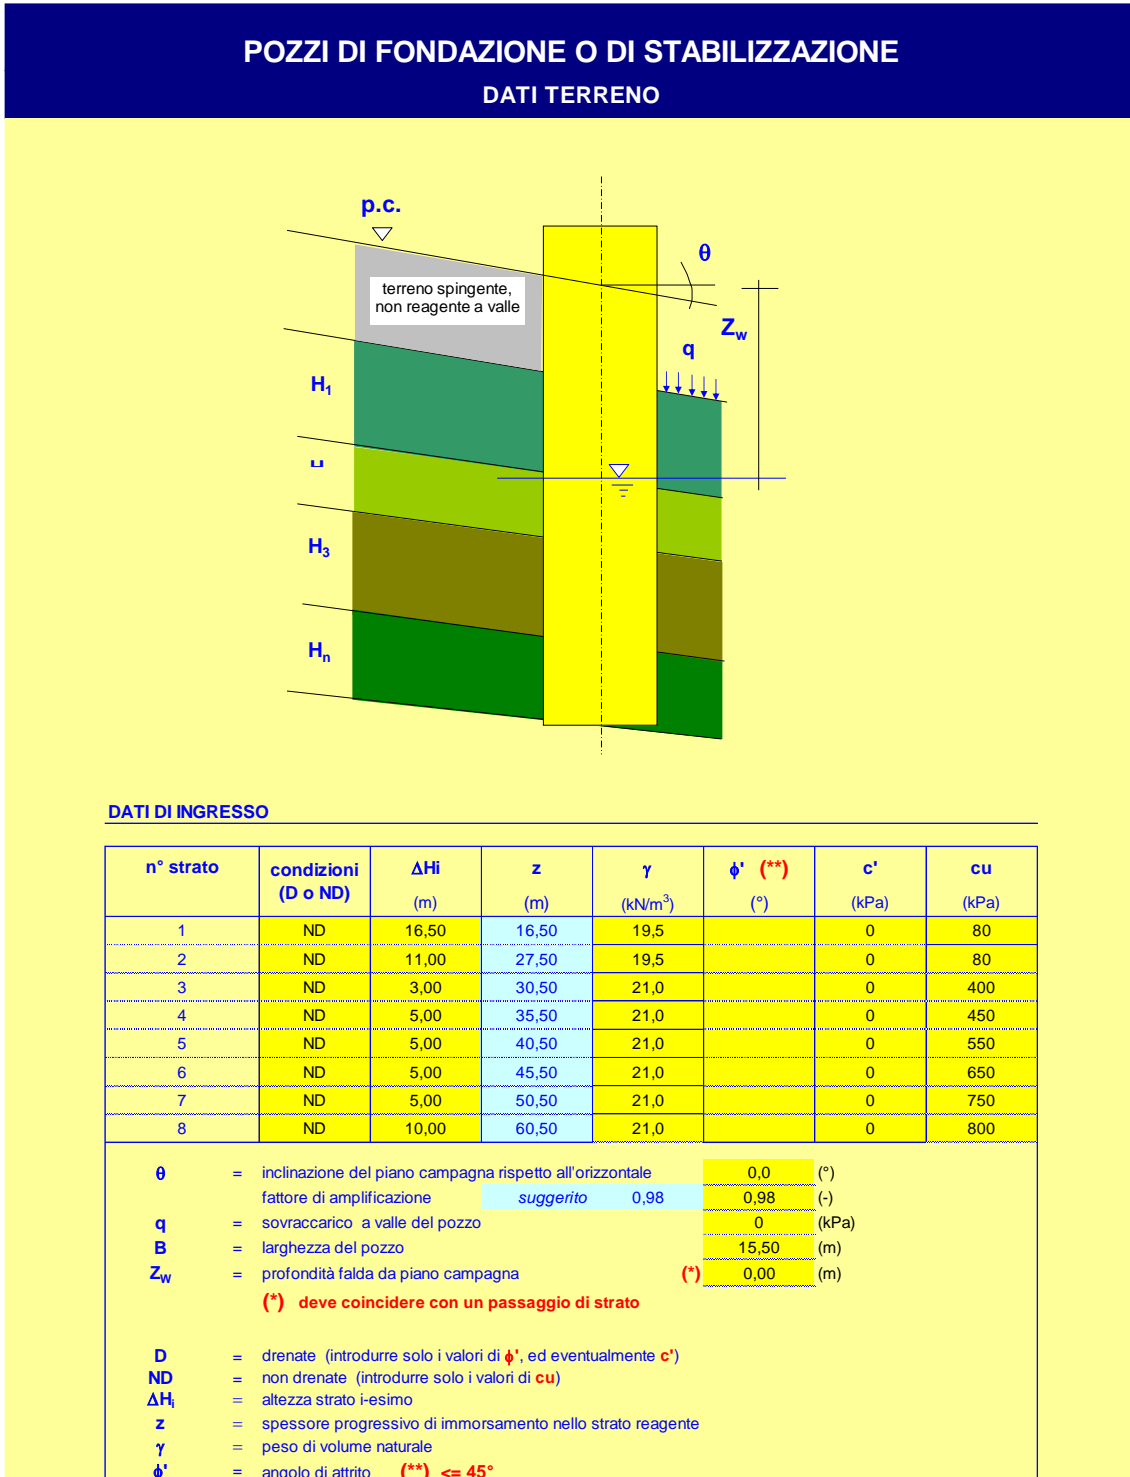 POZZI DI FONDAZIONE O DI STABILIZZAZIONE
DATI TERRENO
p.c.
θ
terreno spingente,
non reagente a valle
Zw
q
H1
H3
Hn
DATI DI INGRESSO
n° strato condizioni (D o ND) ΔHi (m) z (m) γ (kN/m³) ϕ' (**) (°) c' (kPa) cu (kPa)
1 ND 16,50 16,50 19,5 0 80
2 ND 11,00 27,50 19,5 0 80
3 ND 3,00 30,50 21,0 0 400
4 ND 5,00 35,50 21,0 0 450
5 ND 5,00 40,50 21,0 0 550
6 ND 5,00 45,50 21,0 0 650
7 ND 5,00 50,50 21,0 0 750
8 ND 10,00 60,50 21,0 0 800
θ = inclinazione del piano campagna rispetto all'orizzontale 0,0 (°)
fattore di amplificazione suggerito 0,98 0,98 (-)
q = sovraccarico a valle del pozzo 0 (kPa)
B = larghezza del pozzo 15,50 (m)
Zw = profondità falda da piano campagna (*) 0,00 (m)
(*) deve coincidere con un passaggio di strato
D = drenate (introdurre solo i valori di ϕ', ed eventualmente c')
ND = non drenate (introdurre solo i valori di cu)
ΔHi = altezza strato i-esimo
z = spessore progressivo di immorsamento nello strato reagente
γ = peso di volume naturale
ϕ' = angolo di attrito (**) <= 45°